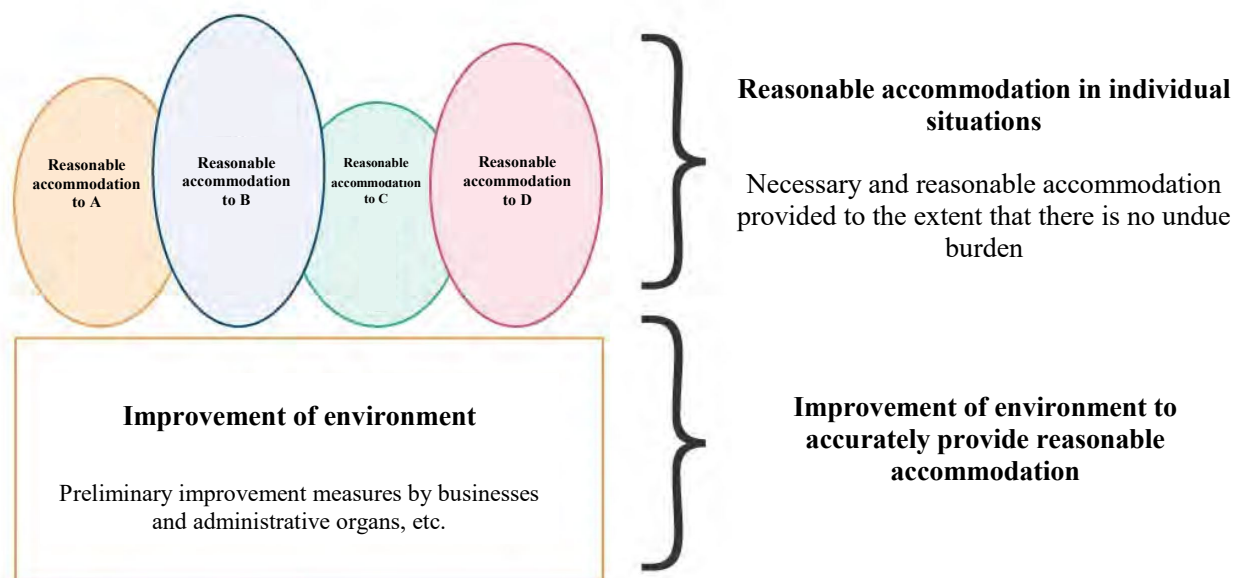 Reasonable
accommodation
to A
Reasonable
accommodation
to B
Reasonable
accommodation
to C
Reasonable
accommodation
to D
Reasonable accommodation in individual
situations
Necessary and reasonable accommodation
provided to the extent that there is no undue
burden
Improvement of environment
Preliminary improvement measures by businesses
and administrative organs, etc.
Improvement of environment to
accurately provide reasonable
accommodation